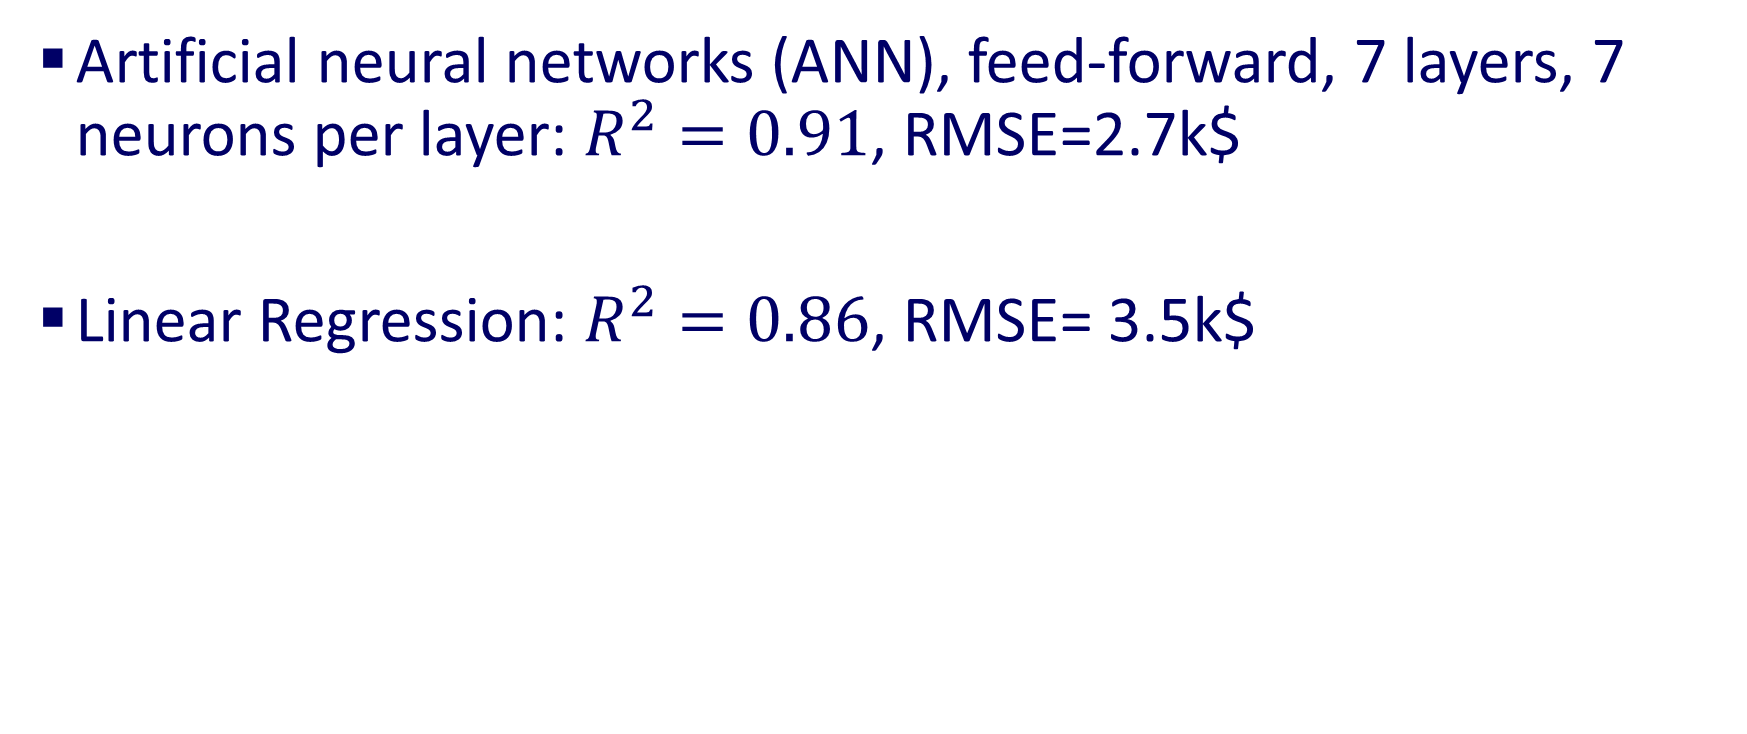 ▪ Artificial neural networks (ANN), feed-forward, 7 layers, 7
neurons per layer: R² = 0.91, RMSE=2.7k$
▪ Linear Regression: R² = 0.86, RMSE= 3.5k$